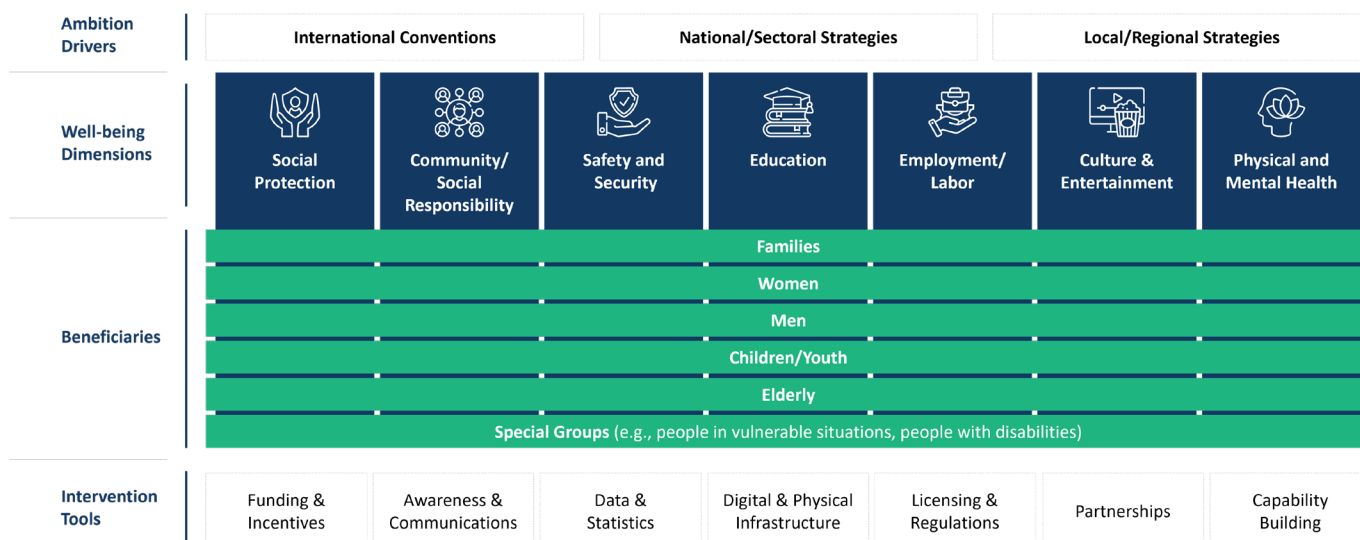 Ambition
Drivers
International Conventions
National/Sectoral Strategies
Local/Regional Strategies
Well-being
Dimensions
Social
Protection
Community/
Social
Responsibility
Safety and
Security
Education
Employment/
Labor
Culture &
Entertainment
Physical and
Mental Health
Beneficiaries
Families
Women
Men
Children/Youth
Elderly
Special Groups (e.g., people in vulnerable situations, people with disabilities)
Intervention
Tools
Funding &
Incentives
Awareness &
Communications
Data &
Statistics
Digital & Physical
Infrastructure
Licensing &
Regulations
Partnerships
Capability
Building